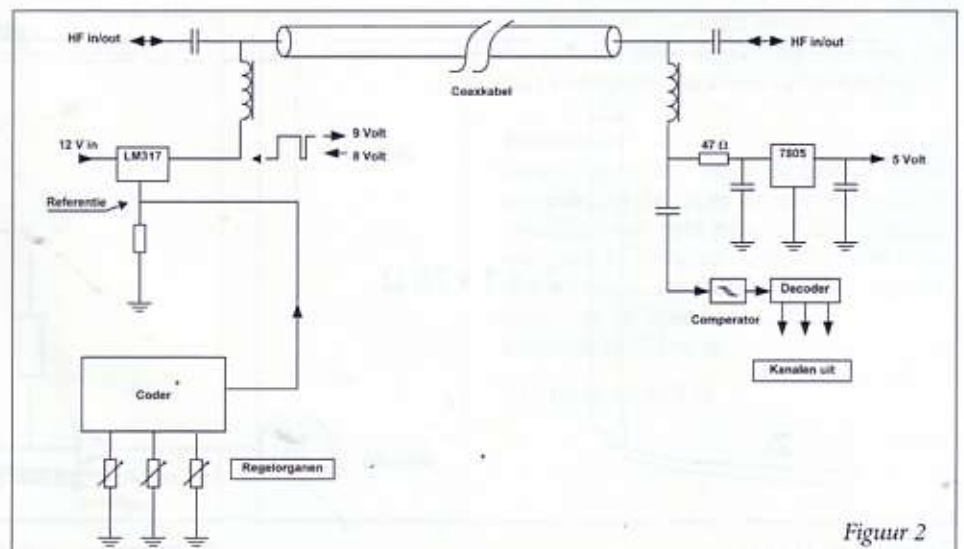 HF in/out
HF in/out
Coaxkabel
9 Volt
8 Volt
12 V in
LM317
47 Ω
7805
5 Volt
Referentie
Decoder
Comperator
Kanalen uit
Coder
Regelorganen
Figuur 2